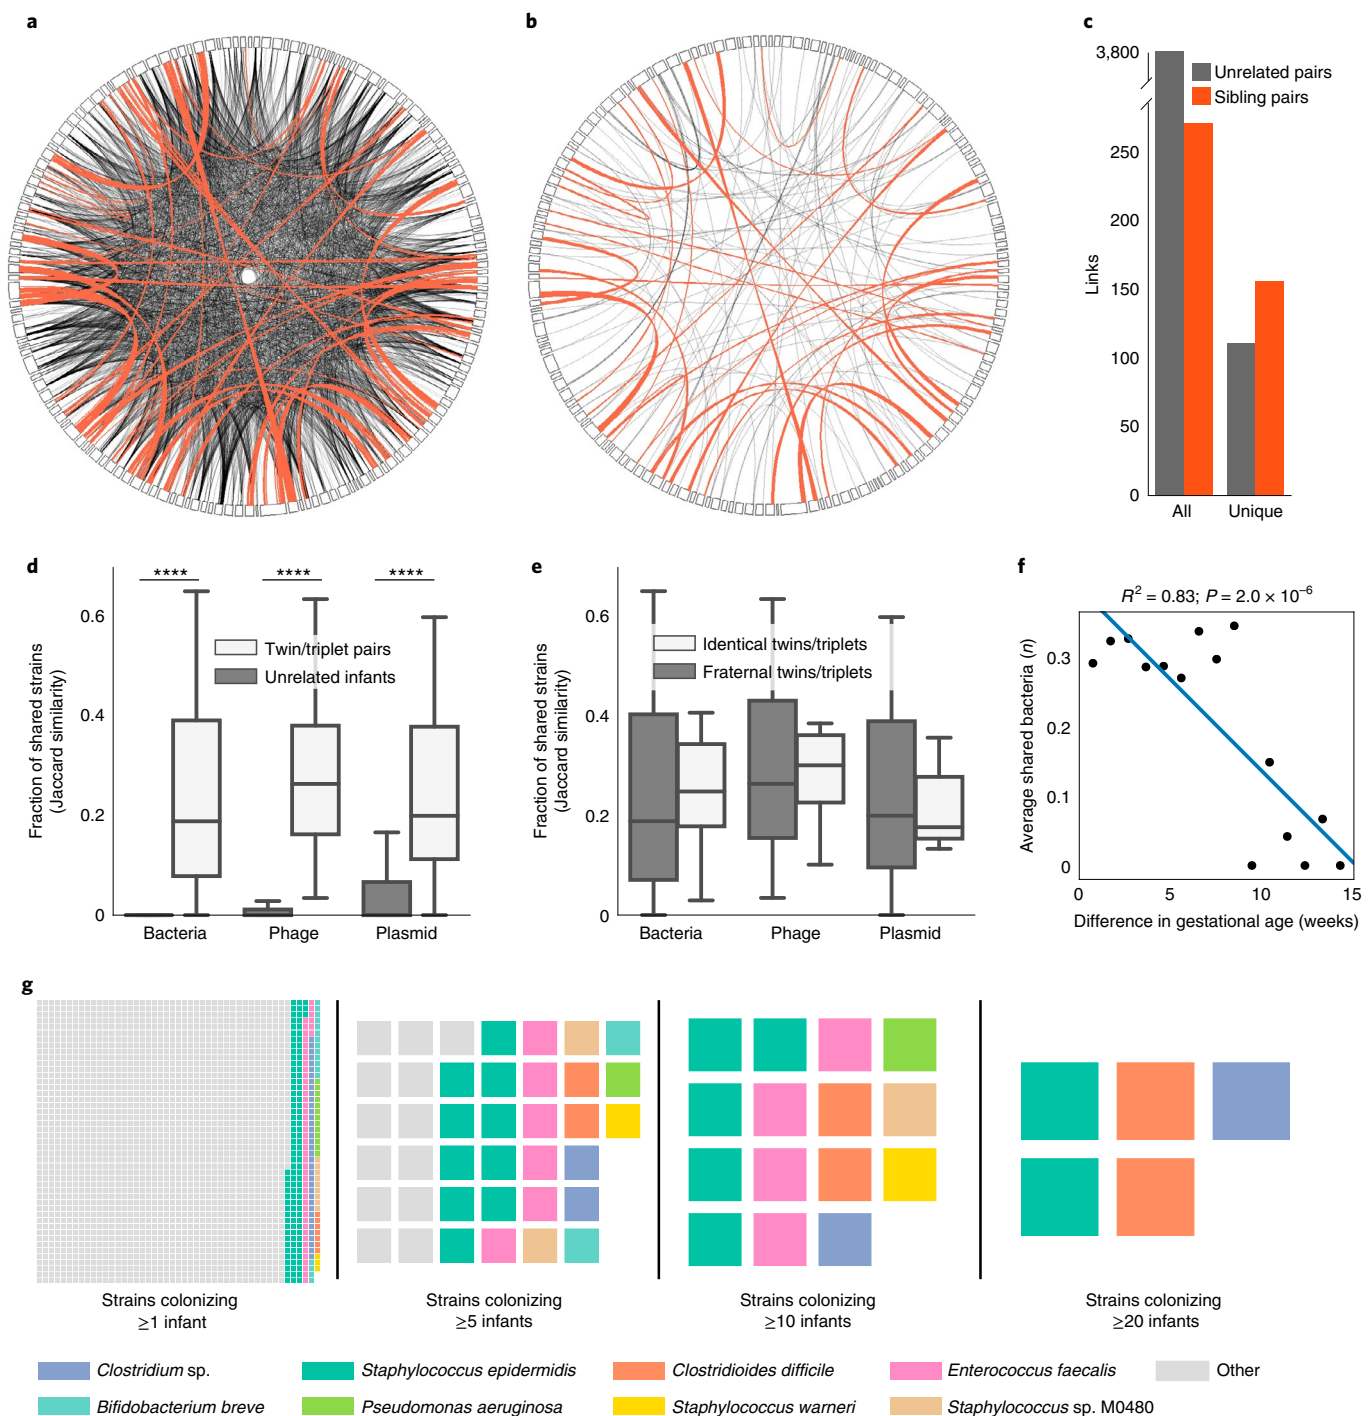 a
b
c
3,800
Unrelated pairs
Sibling pairs
250
200
150
100
50
0
Links
All
Unique
d
****
****
****
0.6
0.4
0.2
0
Fraction of shared strains
(Jaccard similarity)
Twin/triplet pairs
Unrelated infants
Bacteria
Phage
Plasmid
e
0.6
0.4
0.2
0
Fraction of shared strains
(Jaccard similarity)
Identical twins/triplets
Fraternal twins/triplets
Bacteria
Phage
Plasmid
f
R² = 0.83; P = 2.0 × 10⁻⁶
0.3
0.2
0.1
0
Average shared bacteria (n)
0
5
10
15
Difference in gestational age (weeks)
g
Strains colonizing
≥1 infant
Strains colonizing
≥5 infants
Strains colonizing
≥10 infants
Strains colonizing
≥20 infants
Clostridium sp.
Staphylococcus epidermidis
Clostridioides difficile
Enterococcus faecalis
Other
Bifidobacterium breve
Pseudomonas aeruginosa
Staphylococcus warneri
Staphylococcus sp. M0480